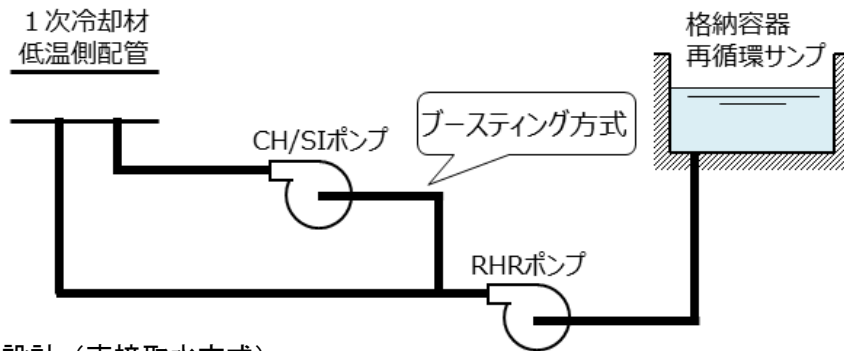 1次冷却材
低温側配管
格納容器
再循環サンプ
ブースティング方式
CH/SIポンプ
RHRポンプ